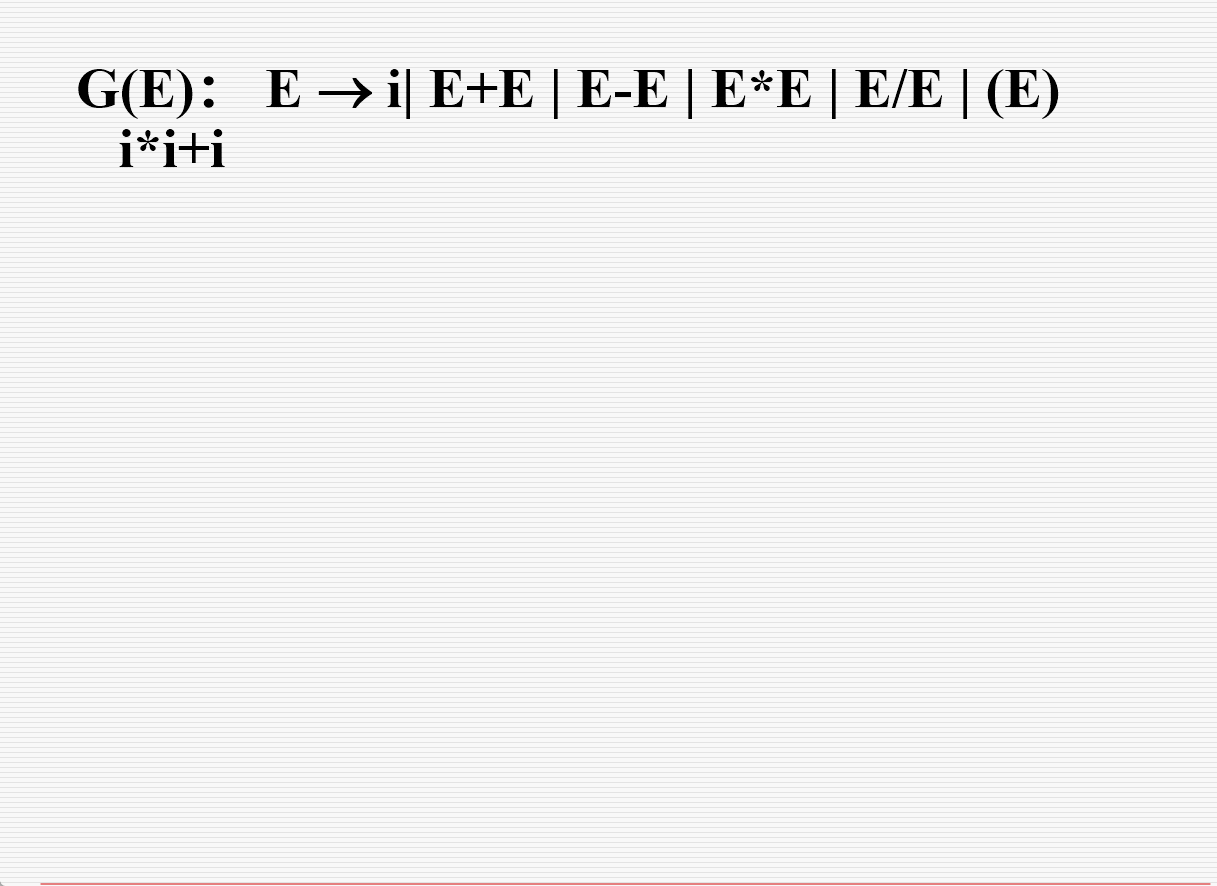 G(E)： E → i| E+E | E-E | E*E | E/E | (E)
i*i+i